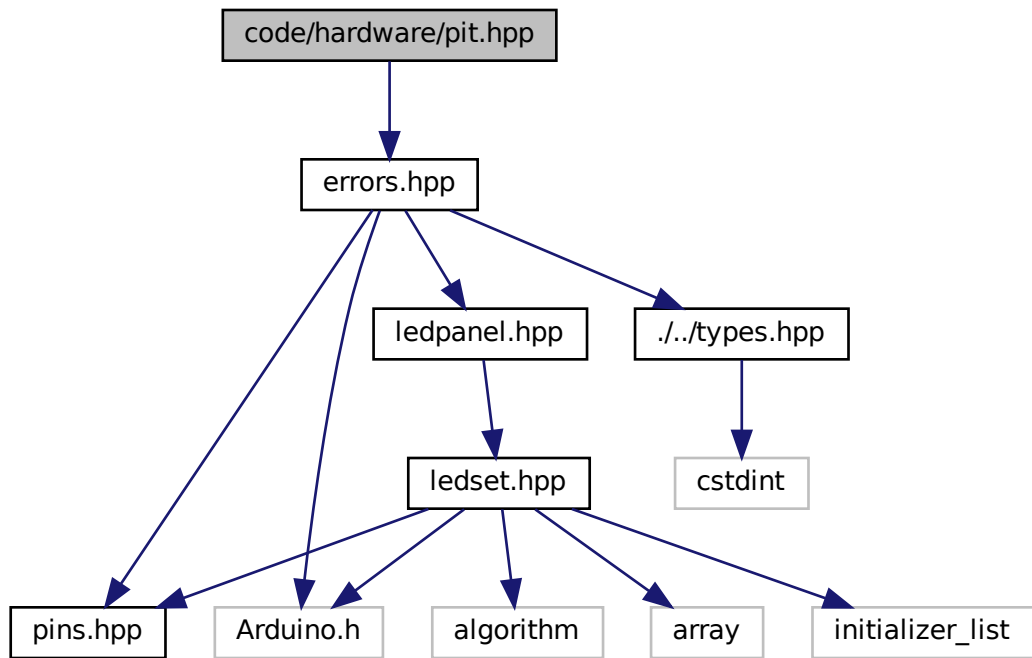 code/hardware/pit.hpp
errors.hpp
ledpanel.hpp
./../types.hpp
ledset.hpp
cstdint
pins.hpp
Arduino.h
algorithm
array
initializer_list